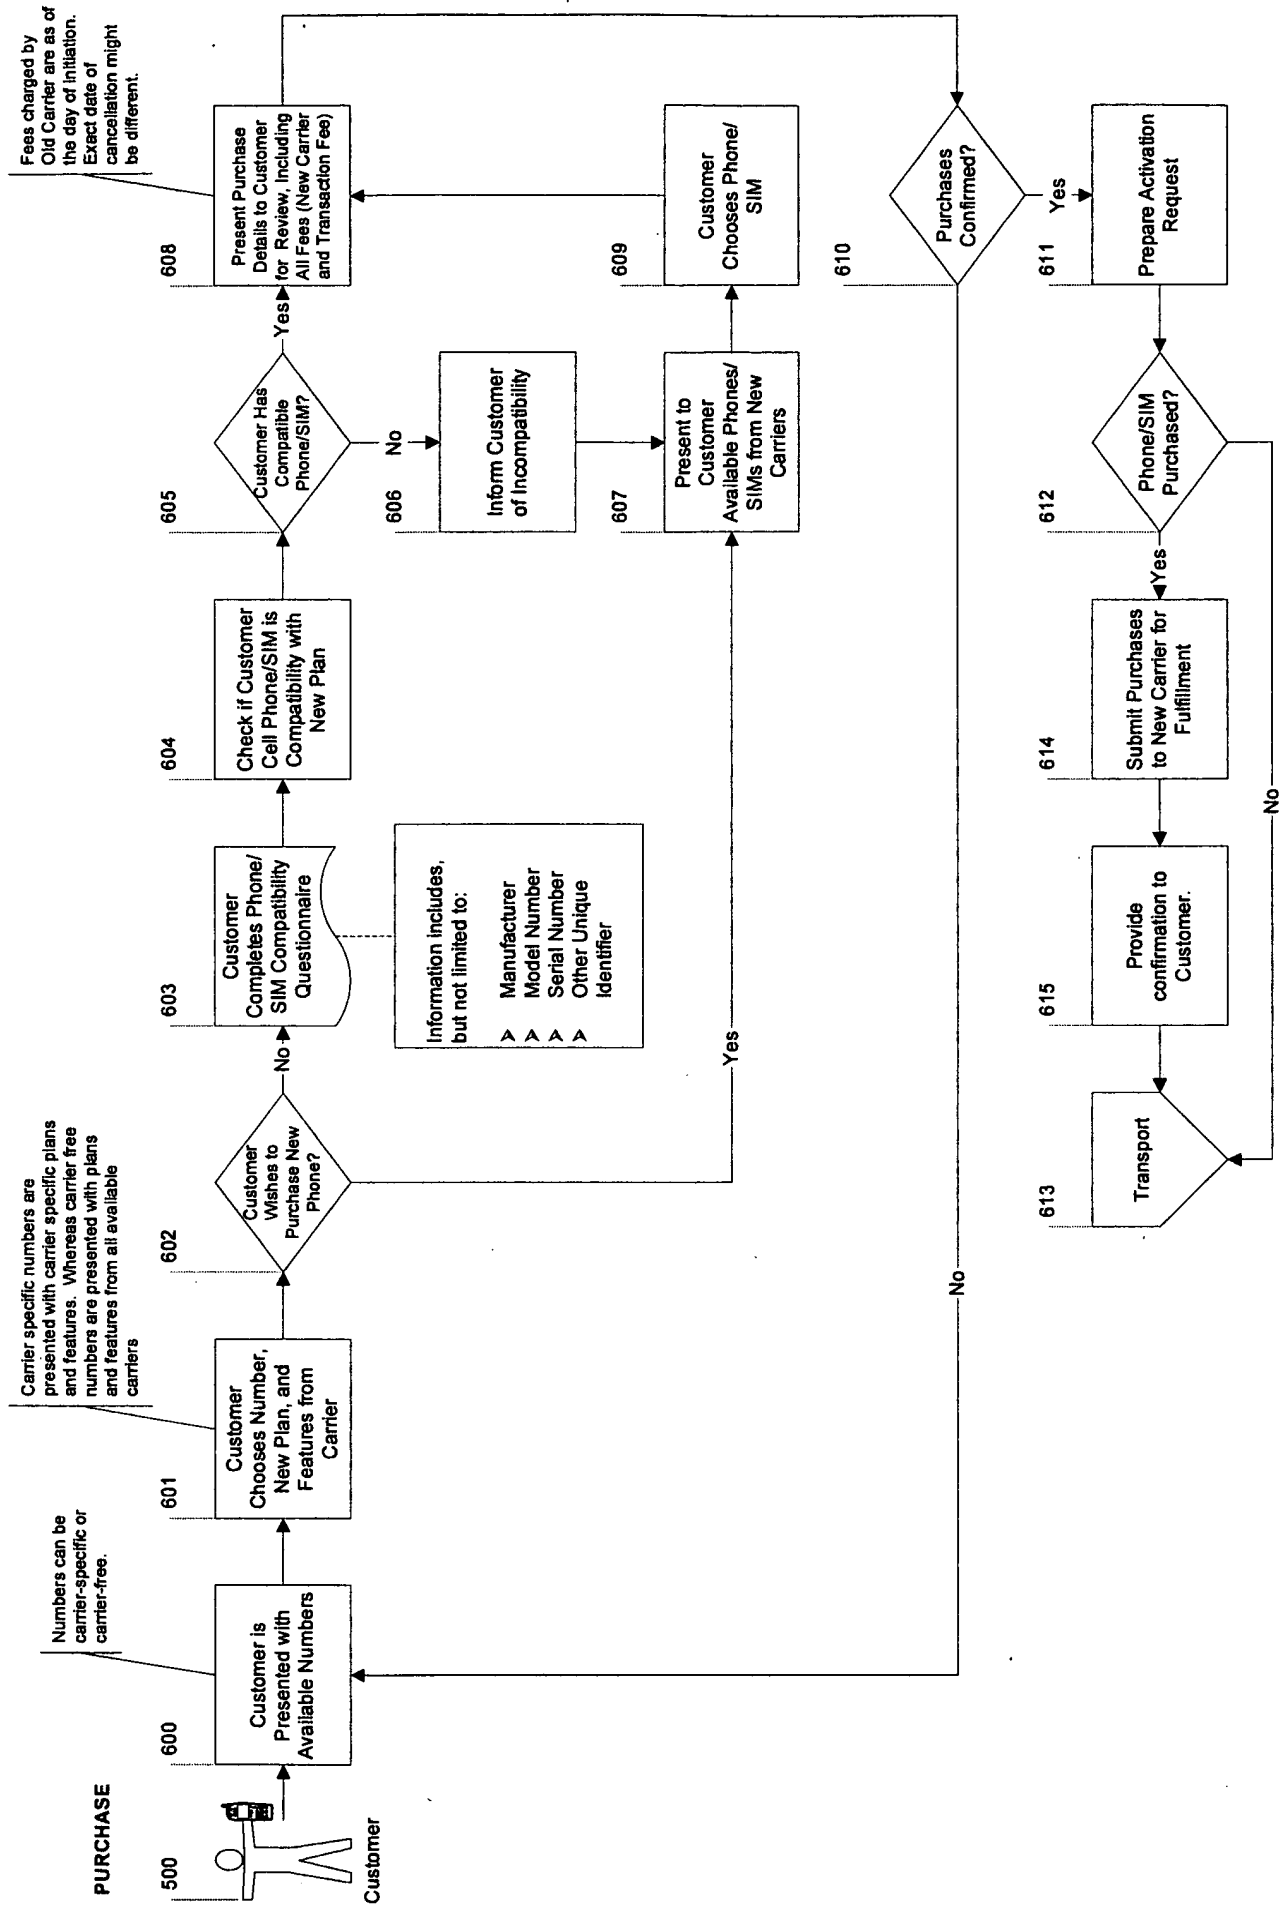 PURCHASE
500
Customer
Numbers can be
carrier-specific or
carrier-free.
600
Customer is
Presented with
Available Numbers
Carrier specific numbers are
presented with carrier specific plans
and features. Whereas carrier free
numbers are presented with plans
and features from all available
carriers
601
Customer
Chooses Number,
New Plan, and
Features from
Carrier
602
Customer
Wishes to
Purchase New
Phone?
No
Yes
603
Customer
Completes Phone/
SIM Compatibility
Questionnaire
Information includes,
but not limited to:
➢ Manufacturer
➢ Model Number
➢ Serial Number
➢ Other Unique
Identifier
604
Check if Customer
Cell Phone/SIM is
Compatibility with
New Plan
605
Customer Has
Compatible
Phone/SIM?
Yes
No
606
Inform Customer
of Incompatibility
607
Present to
Customer
Available Phones/
SIMs from New
Carriers
Fees charged by
Old Carrier are as of
the day of initiation.
Exact date of
cancellation might
be different.
608
Present Purchase
Details to Customer
for Review, Including
All Fees (New Carrier
and Transaction Fee)
609
Customer
Chooses Phone/
SIM
610
Purchases
Confirmed?
No
Yes
611
Prepare Activation
Request
612
Phone/SIM
Purchased?
Yes
No
614
Submit Purchases
to New Carrier for
Fulfillment
615
Provide
confirmation to
Customer.
613
Transport